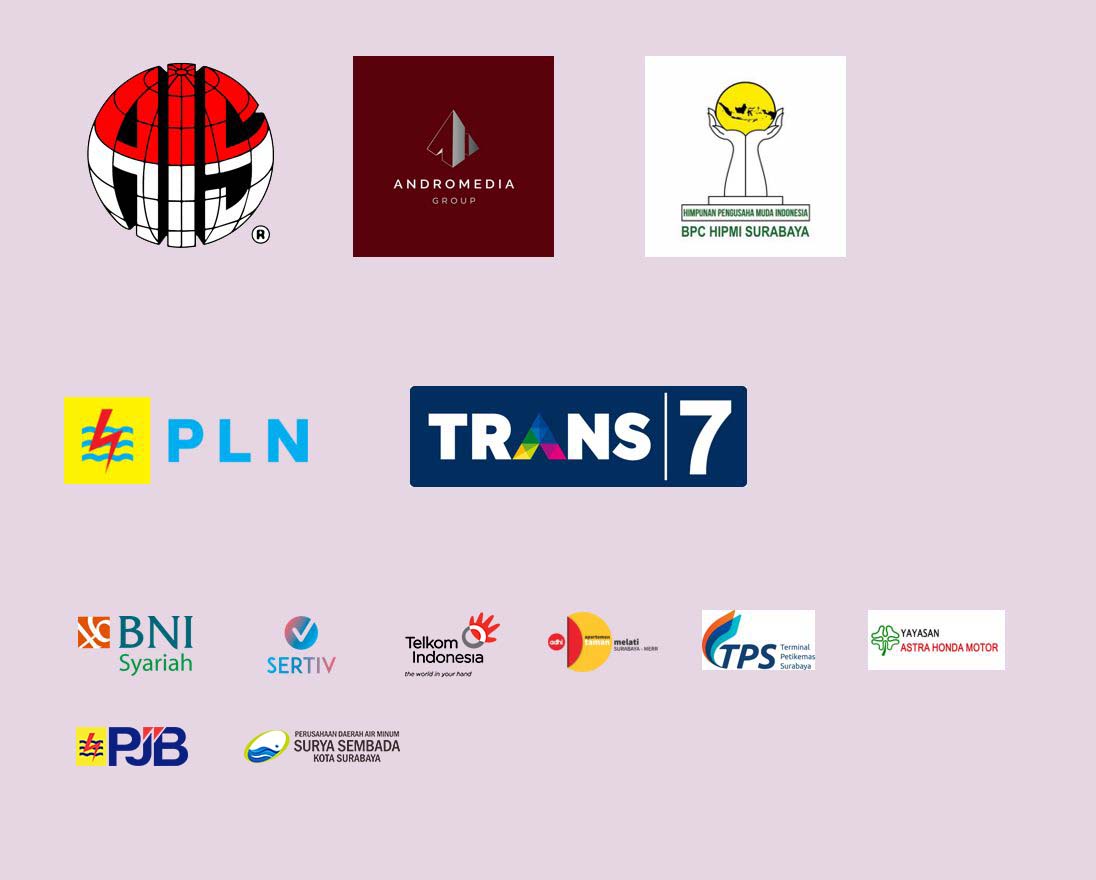 ®
ANDROMEDIA
GROUP
HIMPUNAN PENGUSAHA MUDA INDONESIA
BPC HIPMI SURABAYA
PLN
TRANS 7
BNI
Syariah
SERTIV
Telkom
Indonesia
the world in your hand
adhi
apartemen
taman melati
SURABAYA - MERR
TPS
Terminal
Petikemas
Surabaya
YAYASAN
ASTRA HONDA MOTOR
PJB
PERUSAHAAN DAERAH AIR MINUM
SURYA SEMBADA
KOTA SURABAYA